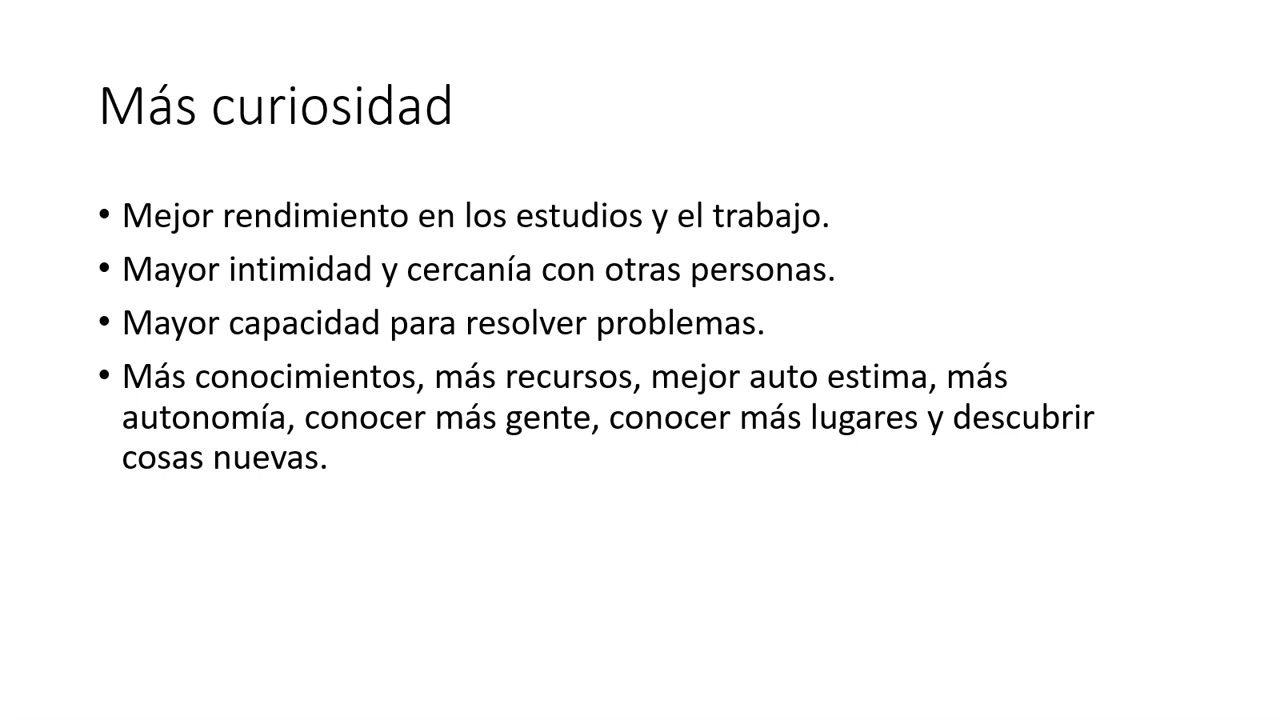 Más curiosidad
• Mejor rendimiento en los estudios y el trabajo.
• Mayor intimidad y cercanía con otras personas.
• Mayor capacidad para resolver problemas.
• Más conocimientos, más recursos, mejor auto estima, más
autonomía, conocer más gente, conocer más lugares y descubrir
cosas nuevas.